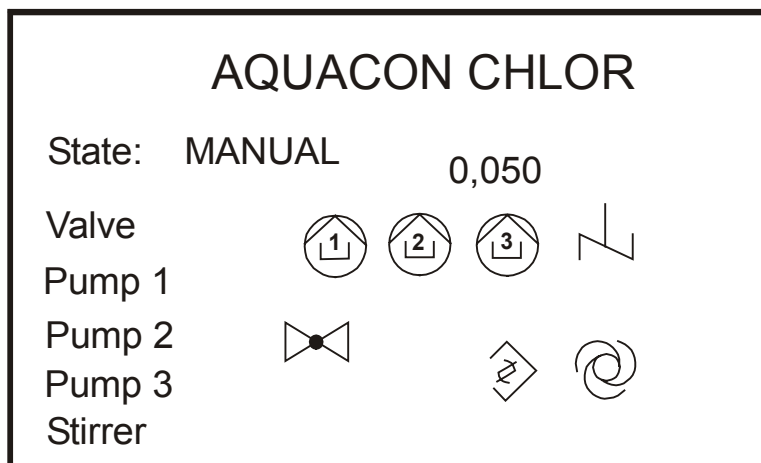 AQUACON CHLOR
State: MANUAL
0,050
Valve
1 2 3
Pump 1
Pump 2
Pump 3
Stirrer